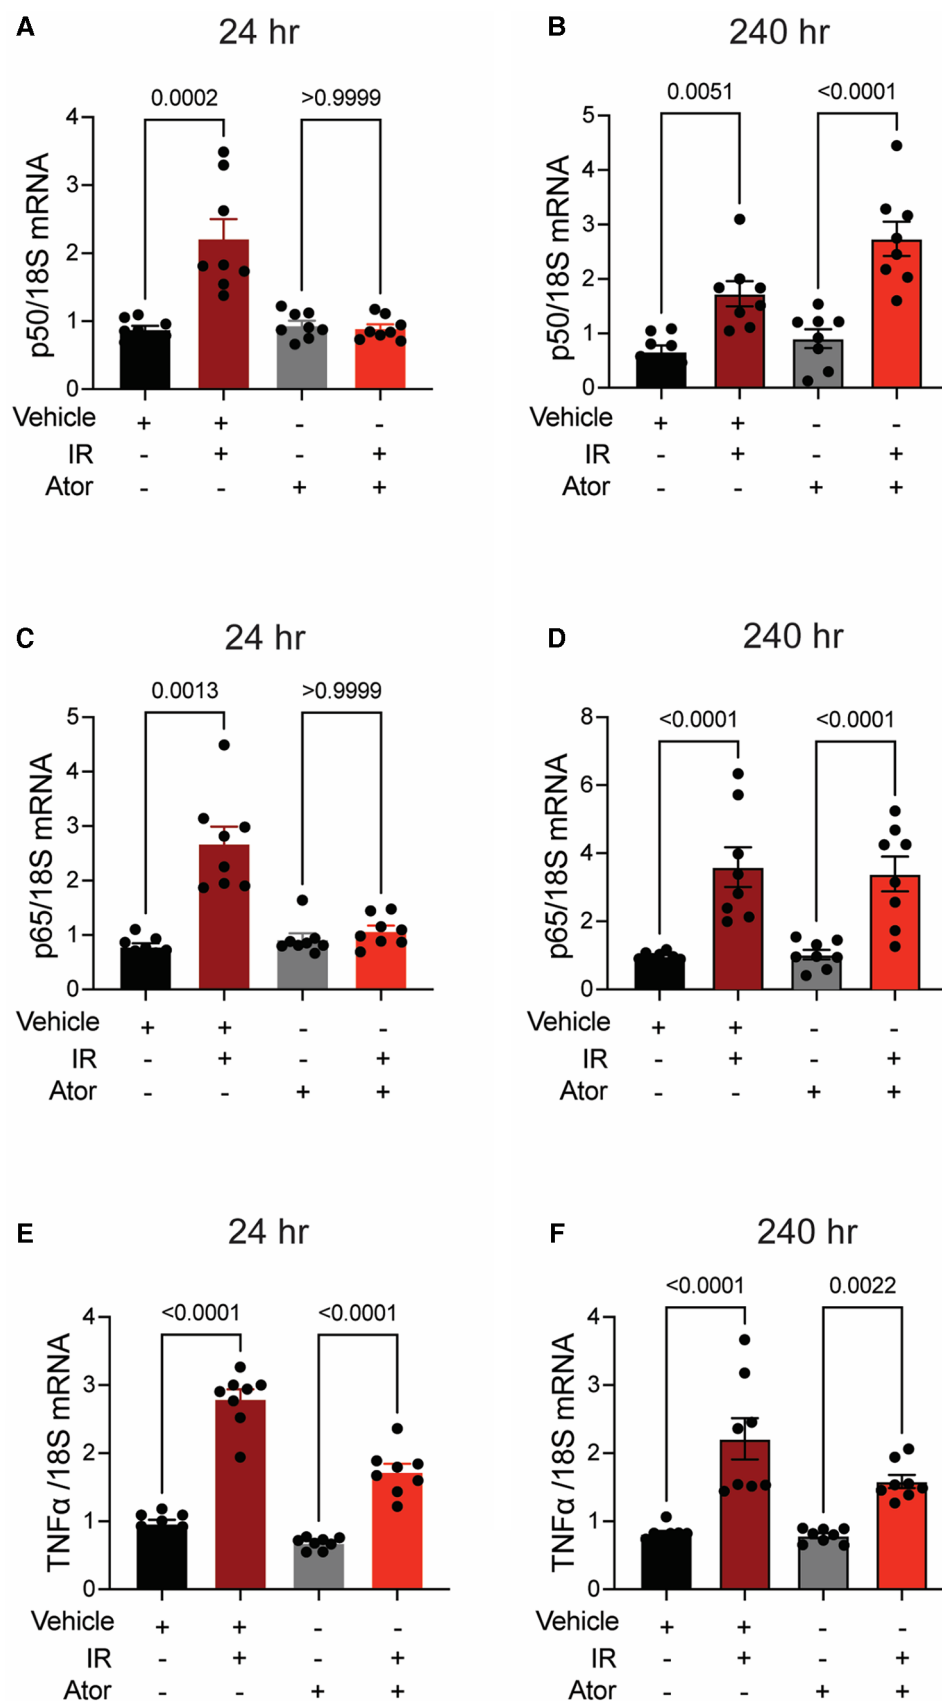 A
24 hr
0.0002
>0.9999
4
3
2
1
0
p50/18S mRNA
Vehicle + + - -
IR - + - +
Ator - - + +
B
240 hr
0.0051
<0.0001
5
4
3
2
1
0
p50/18S mRNA
Vehicle + + - -
IR - + - +
Ator - - + +
C
24 hr
0.0013
>0.9999
5
4
3
2
1
0
p65/18S mRNA
Vehicle + + - -
IR - + - +
Ator - - + +
D
240 hr
<0.0001
<0.0001
8
6
4
2
0
p65/18S mRNA
Vehicle + + - -
IR - + - +
Ator - - + +
E
24 hr
<0.0001
<0.0001
4
3
2
1
0
TNFα /18S mRNA
Vehicle + + - -
IR - + - +
Ator - - + +
F
240 hr
<0.0001
0.0022
4
3
2
1
0
TNFα /18S mRNA
Vehicle + + - -
IR - + - +
Ator - - + +